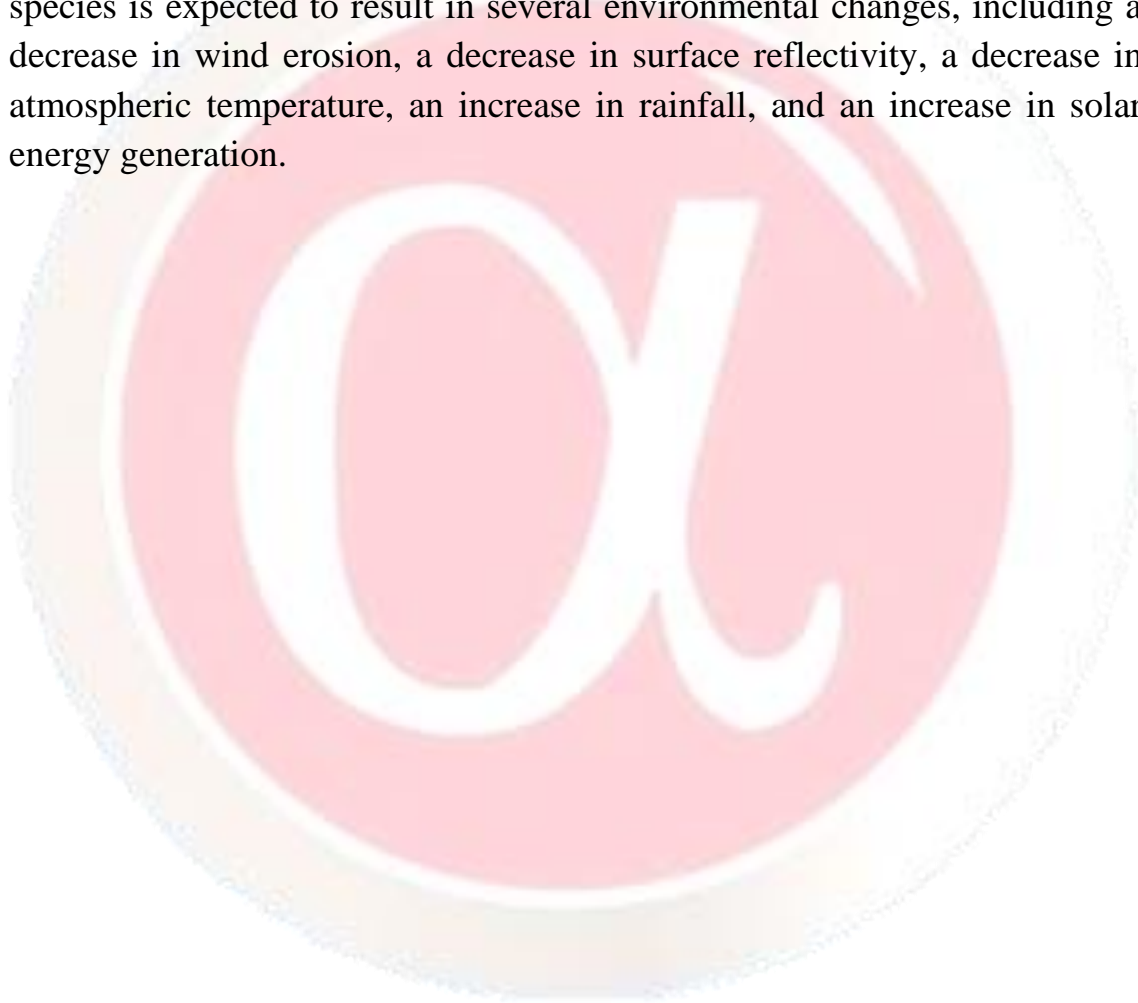 species is expected to result in several environmental changes, including a
decrease in wind erosion, a decrease in surface reflectivity, a decrease in
atmospheric temperature, an increase in rainfall, and an increase in solar
energy generation.
α